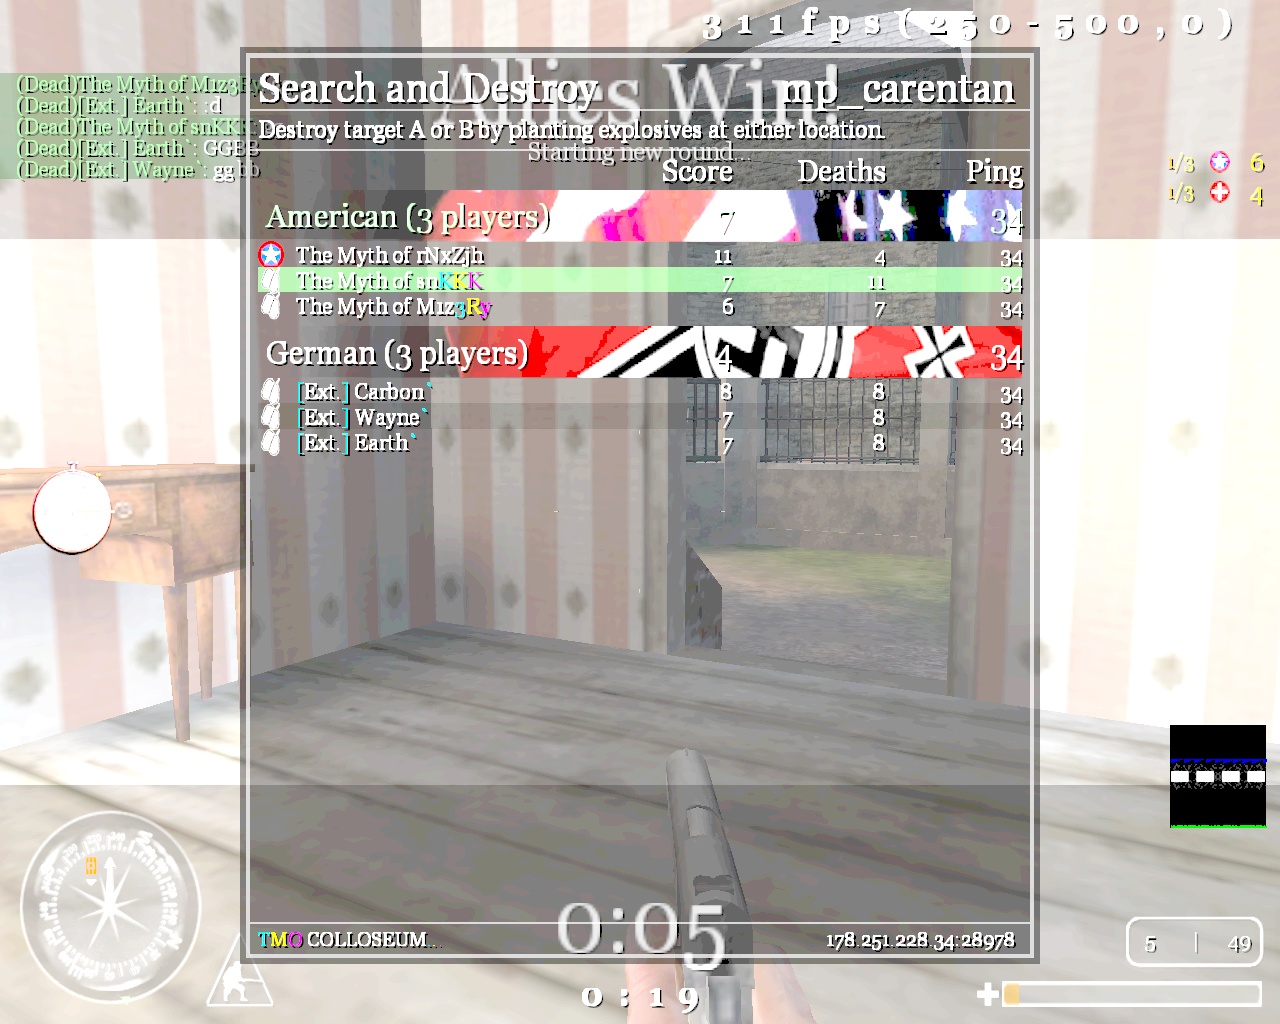 311fps(250-500,0)
(Dead)The Myth of M1z3Ry
(Dead)[Ext.] Earth`: :d
(Dead)The Myth of snKKK
(Dead)[Ext.] Earth`: GGBB
(Dead)[Ext.] Wayne`: gg bb
Allies Win!
Starting new round...
Search and Destroy mp_carentan
Destroy target A or B by planting explosives at either location.
Score Deaths Ping
1/3 6
1/3 4
American (3 players) 7 34
The Myth of rNxZjh 11 4 34
The Myth of snKKK 7 11 34
The Myth of M1z3Ry 6 7 34
German (3 players) 4 34
[Ext.] Carbon` 8 8 34
[Ext.] Wayne` 7 8 34
[Ext.] Earth` 7 8 34
TMO COLLOSEUM... 178.251.228.34:28978
0:05
0:19
5 | 49